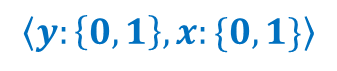 ⟨y: {0, 1}, x: {0, 1}⟩